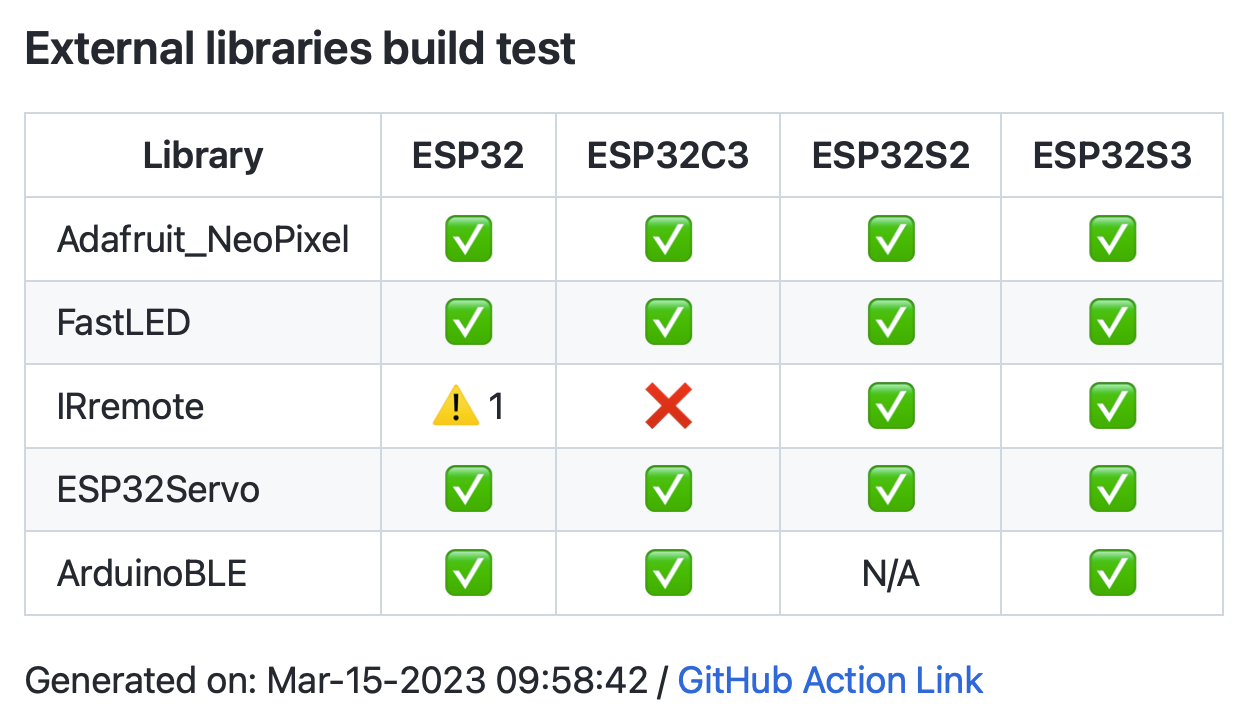 External libraries build test
Library ESP32 ESP32C3 ESP32S2 ESP32S3
Adafruit_NeoPixel ✅ ✅ ✅ ✅
FastLED ✅ ✅ ✅ ✅
IRremote ⚠️ 1 ❌ ✅ ✅
ESP32Servo ✅ ✅ ✅ ✅
ArduinoBLE ✅ ✅ N/A ✅
Generated on: Mar-15-2023 09:58:42 / GitHub Action Link